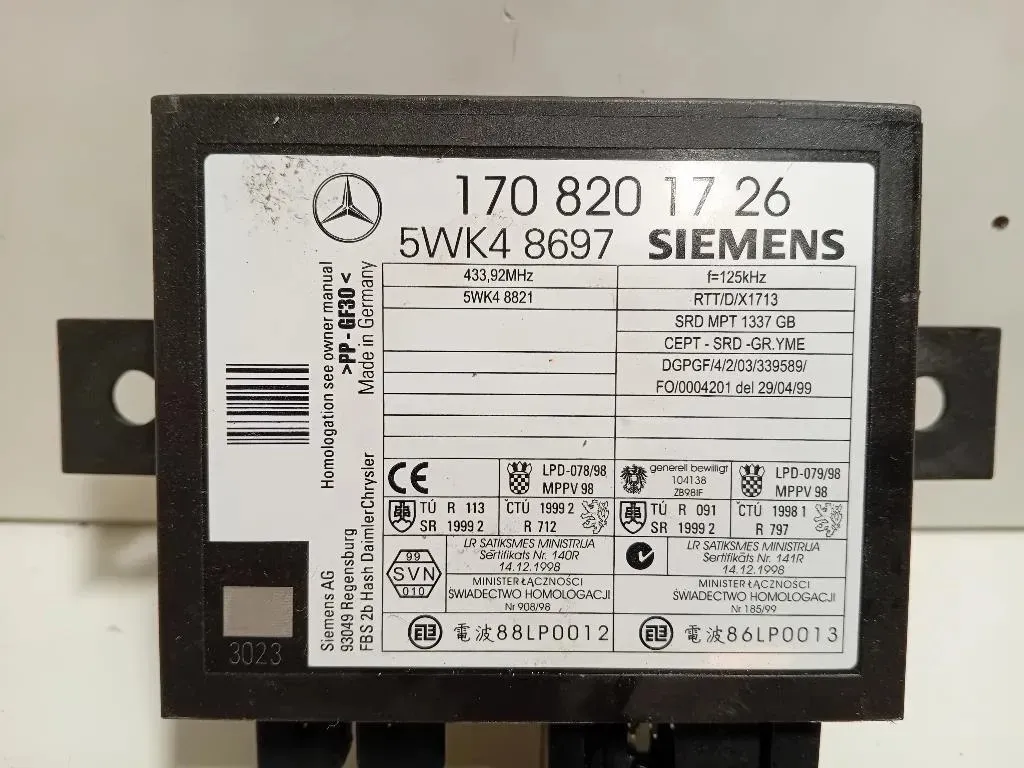 170 820 17 26
5WK4 8697 SIEMENS
Homologation see owner manual
>PP - GF30<
Made in Germany
433,92MHz
f=125kHz
5WK4 8821
RTT/D/X1713
SRD MPT 1337 GB
CEPT - SRD -GR.YME
DGPGF/4/2/03/339589/
FO/0004201 del 29/04/99
CE
LPD-078/98
MPPV 98
generell bewilligt
104138
ZB98IF
LPD-079/98
MPPV 98
TÚ R 113
SR 1999 2
ČTÚ 1999 2
R 712
TÚ R 091
SR 1999 2
ČTÚ 1998 1
R 797
99
SVN
010
LR SATIKSMES MINISTRIJA
Sertifikāts Nr. 140R
14.12.1998
LR SATIKSMES MINISTRIJA
Sertifikāts Nr. 141R
14.12.1998
MINISTER ŁĄCZNOŚCI
ŚWIADECTWO HOMOLOGACJI
Nr 908/98
MINISTER ŁĄCZNOŚCI
ŚWIADECTWO HOMOLOGACJI
Nr 185/99
電波88LP0012
電波86LP0013
Siemens AG
93049 Regensburg
FBS 2b Hash DaimlerChrysler
3023